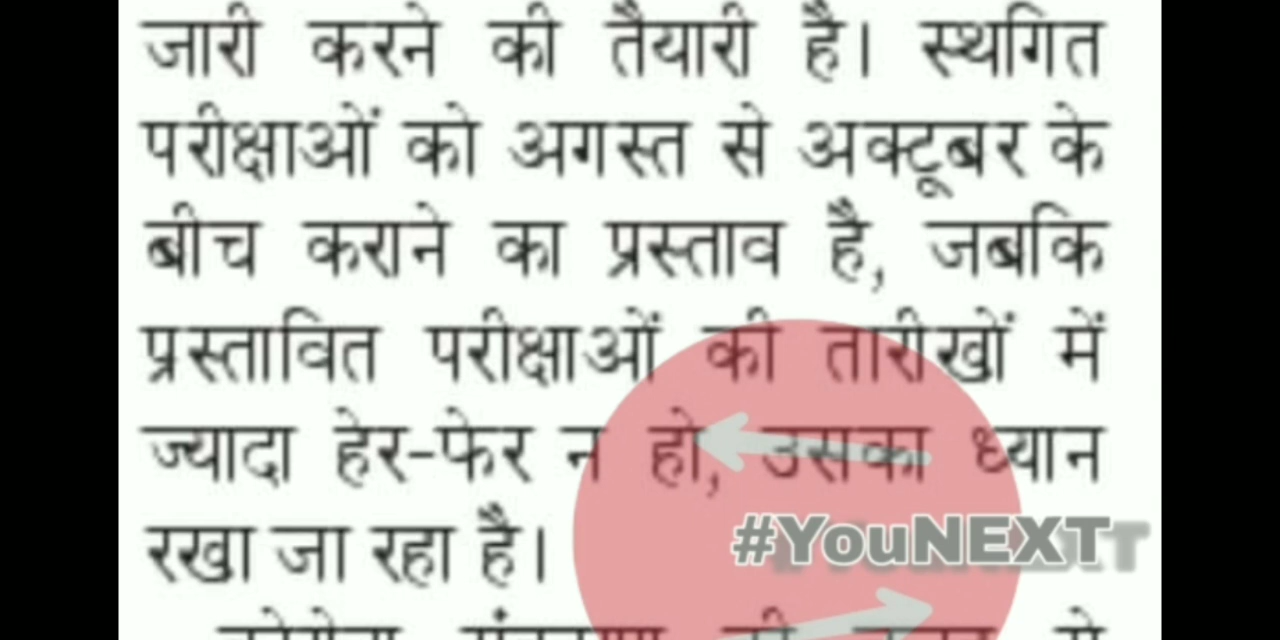 जारी करने की तैयारी है। स्थगित
परीक्षाओं को अगस्त से अक्टूबर के
बीच कराने का प्रस्ताव है, जबकि
प्रस्तावित परीक्षाओं की तारीखों में
ज्यादा हेर-फेर न हो, उसका ध्यान
रखा जा रहा है।
#YouNEXT